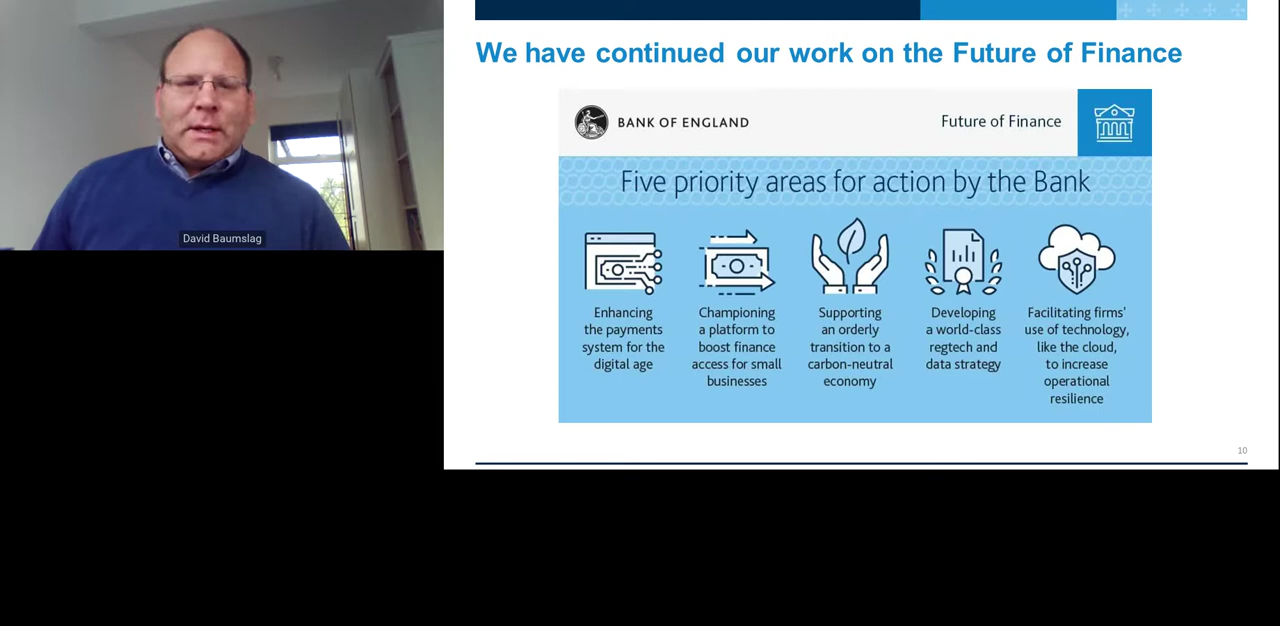 David Baumslag
We have continued our work on the Future of Finance
BANK OF ENGLAND
Future of Finance
Five priority areas for action by the Bank
Enhancing
the payments
system for the
digital age
Championing
a platform to
boost finance
access for small
businesses
Supporting
an orderly
transition to a
carbon-neutral
economy
Developing
a world-class
regtech and
data strategy
Facilitating firms'
use of technology,
like the cloud,
to increase
operational
resilience
10